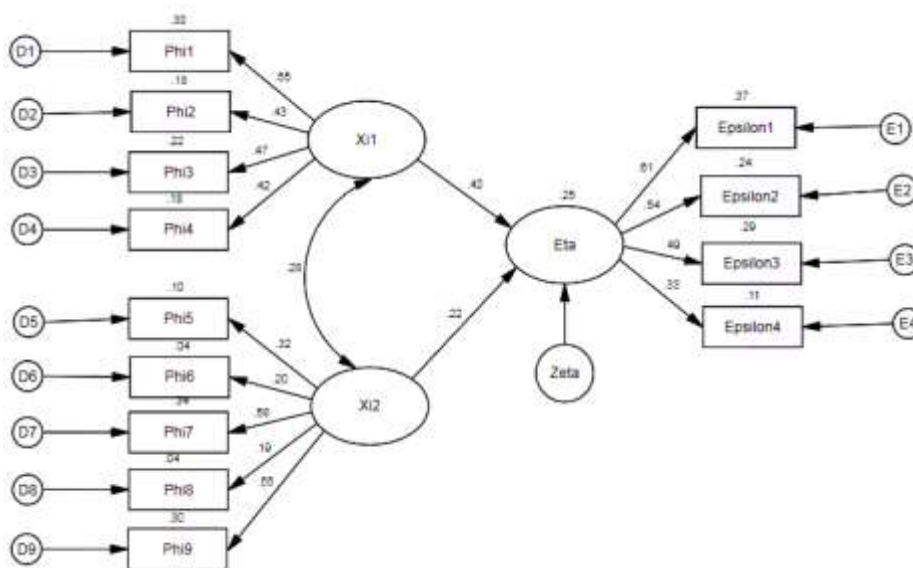 .30
D1
Phi1
.55
.18
D2
Phi2
.43
.22
D3
Phi3
.47
.18
D4
Phi4
.42
Xi1
.42
.28
.10
D5
Phi5
.32
.04
D6
Phi6
.20
D7
Phi7
.04
D8
Phi8
.19
.30
D9
Phi9
.55
Xi2
.22
.25
Eta
Zeta
.37
Epsilon1
E1
.61
.24
Epsilon2
E2
.54
.29
Epsilon3
E3
.49
.11
Epsilon4
E4
.33